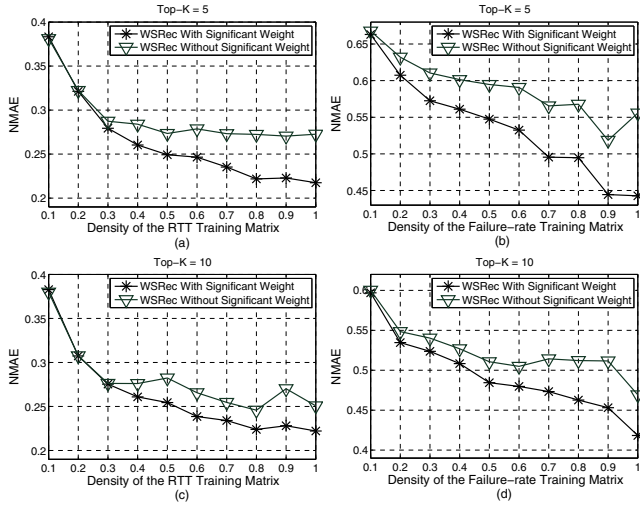 Top-K = 5
0.4
0.35
0.3
0.25
0.2
NMAE
WSRec With Significant Weight
WSRec Without Significant Weight
0.1 0.2 0.3 0.4 0.5 0.6 0.7 0.8 0.9 1
Density of the RTT Training Matrix
(a)
Top-K = 5
0.65
0.6
0.55
0.5
0.45
NMAE
WSRec With Significant Weight
WSRec Without Significant Weight
0.1 0.2 0.3 0.4 0.5 0.6 0.7 0.8 0.9 1
Density of the Failure-rate Training Matrix
(b)
Top-K = 10
0.4
0.35
0.3
0.25
0.2
NMAE
WSRec With Significant Weight
WSRec Without Significant Weight
0.1 0.2 0.3 0.4 0.5 0.6 0.7 0.8 0.9 1
Density of the RTT Training Matrix
(c)
Top-K = 10
0.6
0.55
0.5
0.45
0.4
NMAE
WSRec With Significant Weight
WSRec Without Significant Weight
0.1 0.2 0.3 0.4 0.5 0.6 0.7 0.8 0.9 1
Density of the Failure-rate Training Matrix
(d)